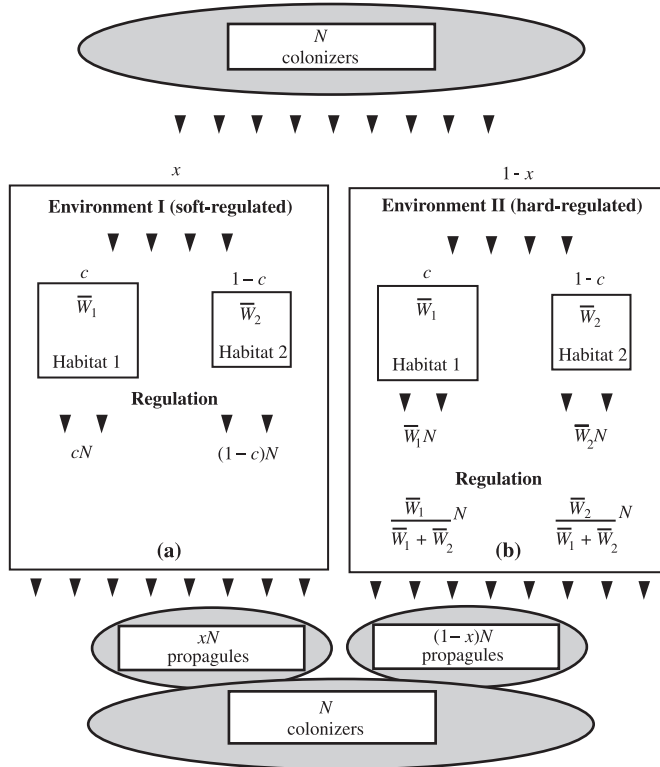 N
colonizers
x
1 - x
Environment I (soft-regulated)
c
1 – c
W̅₁
W̅₂
Habitat 1
Habitat 2
Regulation
cN
(1 – c)N
(a)
Environment II (hard-regulated)
c
1 - c
W̅₁
W̅₂
Habitat 1
Habitat 2
W̅₁N
W̅₂N
Regulation
W̅₁
W̅₁ + W̅₂
N
W̅₂
W̅₁ + W̅₂
N
(b)
xN
propagules
(1 – x)N
propagules
N
colonizers